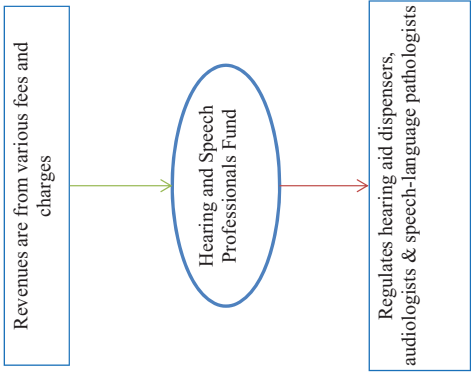 Revenues are from various fees and
charges
Hearing and Speech
Professionals Fund
Regulates hearing aid dispensers,
audiologists & speech-language pathologists